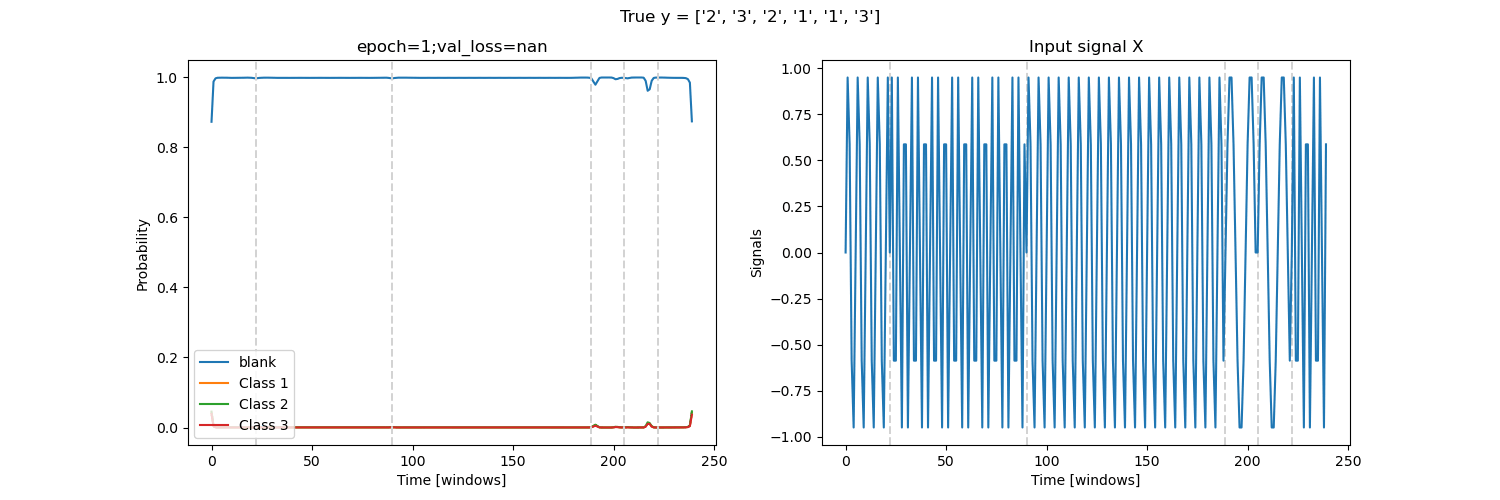 True y = ['2', '3', '2', '1', '1', '3']
epoch=1;val_loss=nan
1.0
0.8
0.6
0.4
0.2
0.0
Probability
blank
Class 1
Class 2
Class 3
0 50 100 150 200 250
Time [windows]
Input signal X
1.00
0.75
0.50
0.25
0.00
−0.25
−0.50
−0.75
−1.00
Signals
0 50 100 150 200 250
Time [windows]